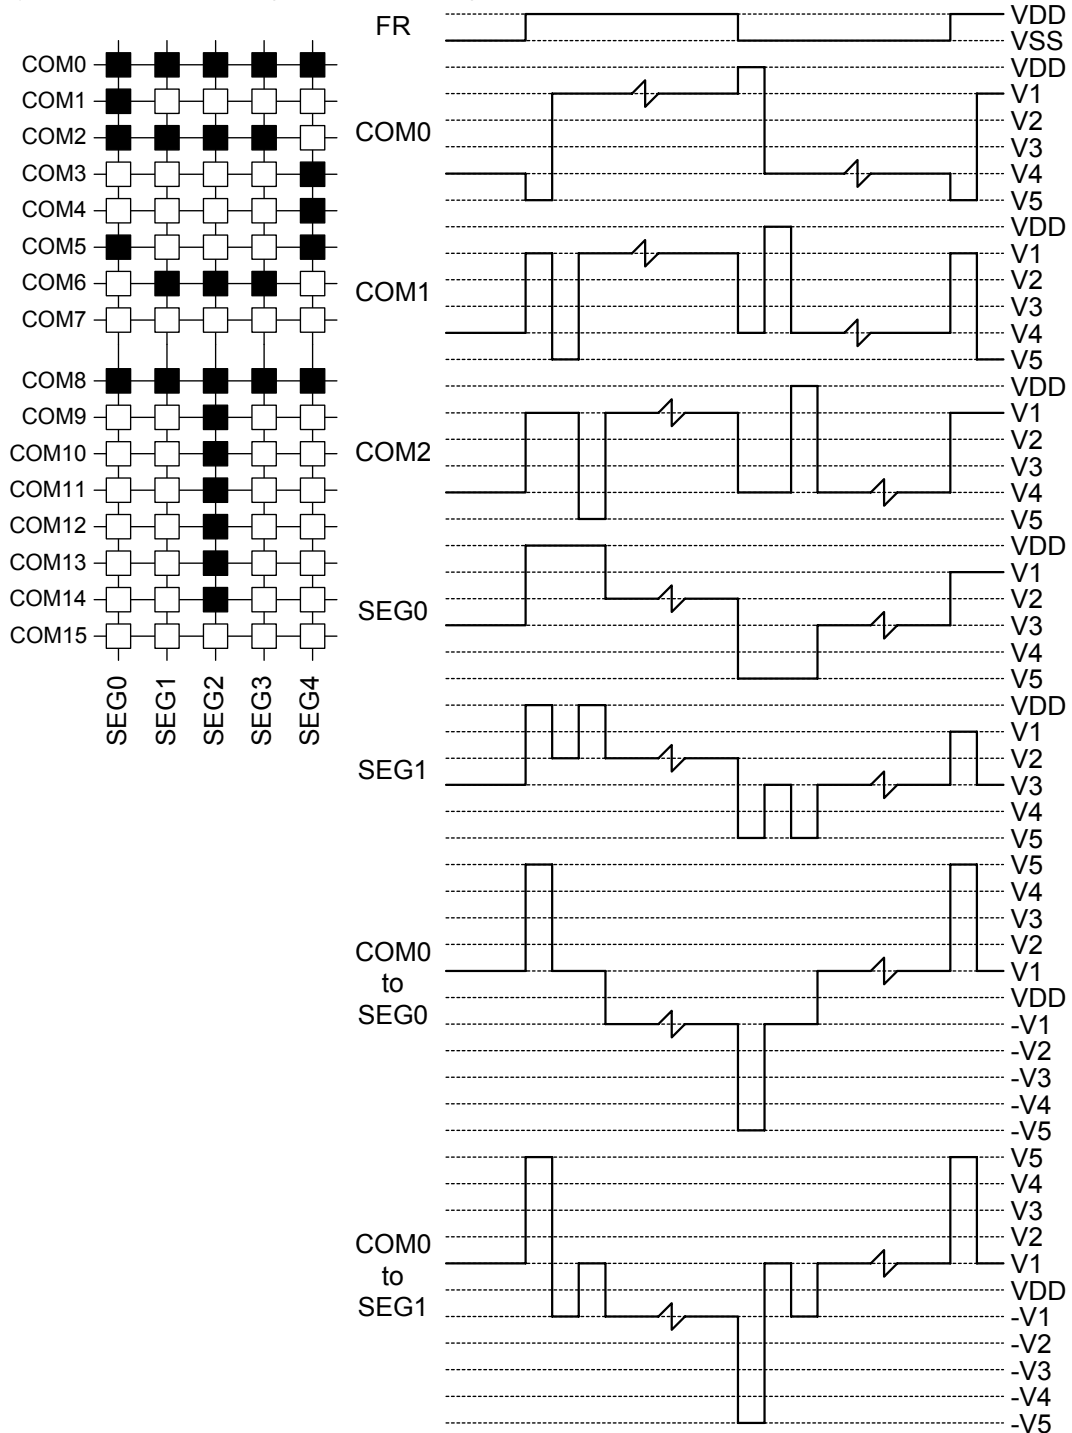 COM0
COM1
COM2
COM3
COM4
COM5
COM6
COM7
COM8
COM9
COM10
COM11
COM12
COM13
COM14
COM15
SEG0
SEG1
SEG2
SEG3
SEG4
FR
VDD
VSS
COM0
VDD
V1
V2
V3
V4
V5
COM1
VDD
V1
V2
V3
V4
V5
COM2
VDD
V1
V2
V3
V4
V5
SEG0
VDD
V1
V2
V3
V4
V5
SEG1
VDD
V1
V2
V3
V4
V5
COM0
to
SEG0
V5
V4
V3
V2
V1
VDD
-V1
-V2
-V3
-V4
-V5
COM0
to
SEG1
V5
V4
V3
V2
V1
VDD
-V1
-V2
-V3
-V4
-V5